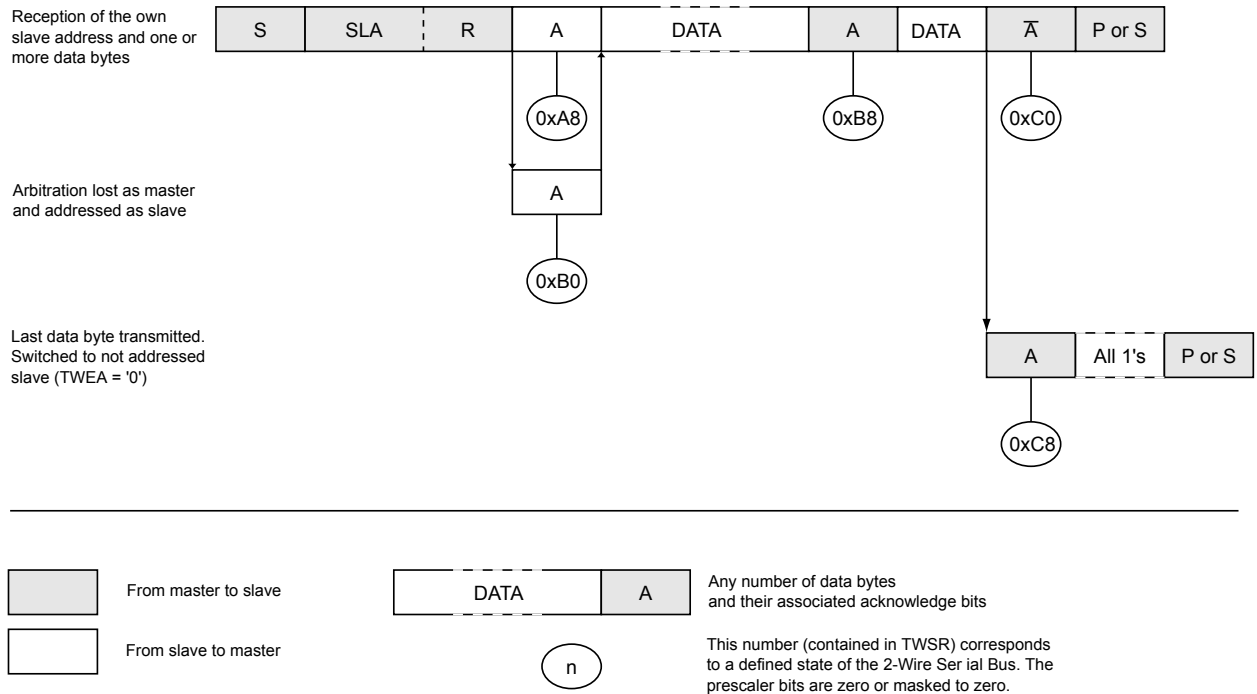 Reception of the own
slave address and one or
more data bytes
S SLA R A DATA A DATA A̅ P or S
0xA8 0xB8 0xC0
Arbitration lost as master
and addressed as slave
A
0xB0
Last data byte transmitted.
Switched to not addressed
slave (TWEA = '0')
A All 1's P or S
0xC8
From master to slave
DATA A
Any number of data bytes
and their associated acknowledge bits
From slave to master
n
This number (contained in TWSR) corresponds
to a defined state of the 2-Wire Ser ial Bus. The
prescaler bits are zero or masked to zero.